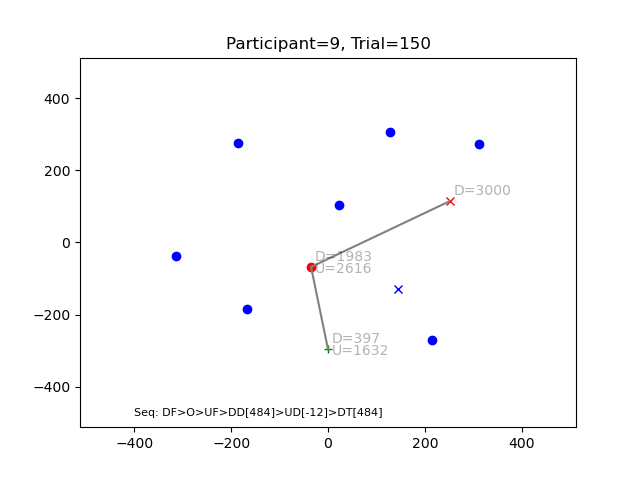 Participant=9, Trial=150
400
200
0
−200
−400
D=3000
D=1983
U=2616
D=397
U=1632
Seq: DF>O>UF>DD[484]>UD[-12]>DT[484]
−400
−200
0
200
400